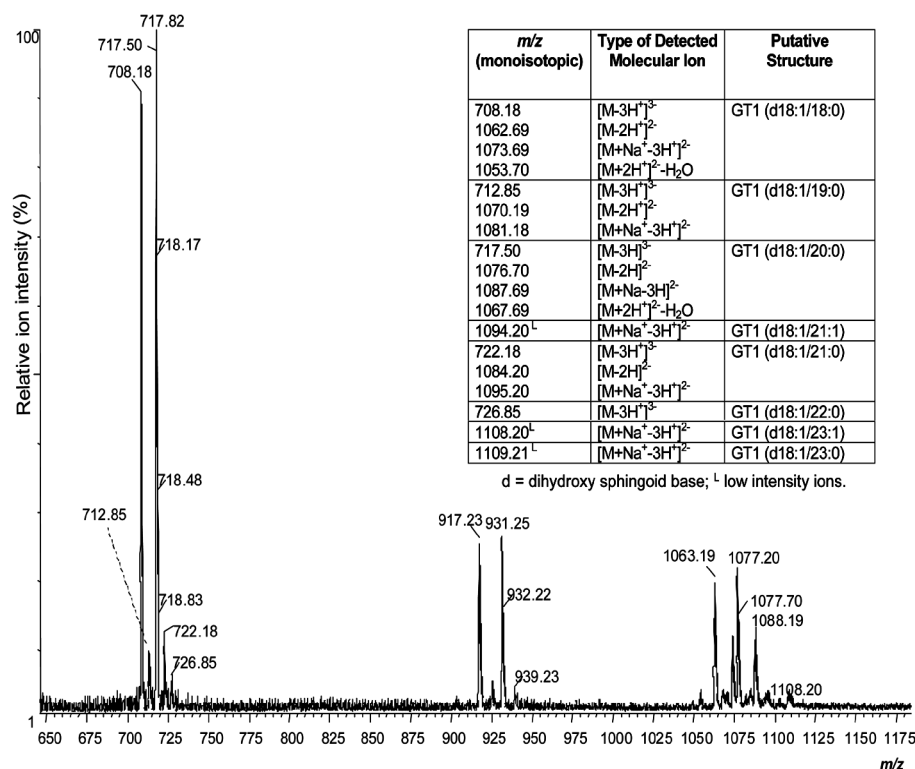 717.82
100
717.50
708.18
718.17
718.48
712.85
718.83
722.18
726.85
917.23
931.25
932.22
939.23
1063.19
1077.20
1077.70
1088.19
1108.20
Relative ion intensity (%)
1
650 675 700 725 750 775 800 825 850 875 900 925 950 975 1000 1025 1050 1075 1100 1125 1150 1175
m/z
m/z (monoisotopic) Type of Detected Molecular Ion Putative Structure
708.18 [M-3H⁺]³⁻ GT1 (d18:1/18:0)
1062.69 [M-2H⁺]²⁻
1073.69 [M+Na⁺-3H⁺]²⁻
1053.70 [M+2H⁺]²⁻-H₂O
712.85 [M-3H⁺]³⁻ GT1 (d18:1/19:0)
1070.19 [M-2H⁺]²⁻
1081.18 [M+Na⁺-3H⁺]²⁻
717.50 [M-3H]³⁻ GT1 (d18:1/20:0)
1076.70 [M-2H]²⁻
1087.69 [M+Na-3H]²⁻
1067.69 [M+2H⁺]²⁻-H₂O
1094.20 ᴸ [M+Na⁺-3H⁺]²⁻ GT1 (d18:1/21:1)
722.18 [M-3H⁺]³⁻ GT1 (d18:1/21:0)
1084.20 [M-2H]²⁻
1095.20 [M+Na⁺-3H⁺]²⁻
726.85 [M-3H⁺]³⁻ GT1 (d18:1/22:0)
1108.20ᴸ [M+Na⁺-3H⁺]²⁻ GT1 (d18:1/23:1)
1109.21 ᴸ [M+Na⁺-3H⁺]²⁻ GT1 (d18:1/23:0)
d = dihydroxy sphingoid base; ᴸ low intensity ions.